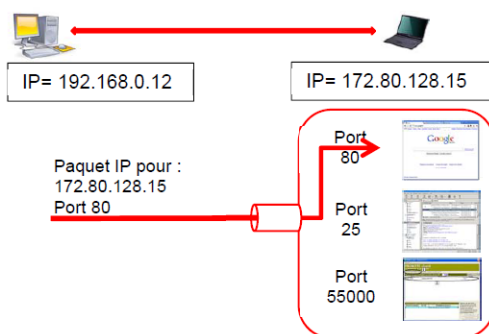 IP= 192.168.0.12
IP= 172.80.128.15
Paquet IP pour :
172.80.128.15
Port 80
Port
80
Google
Port
25
Port
55000